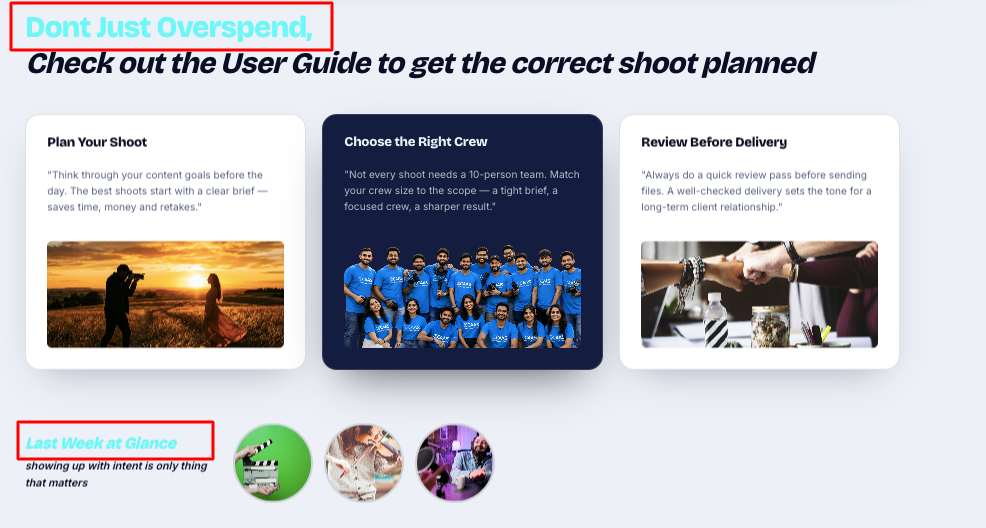 Dont Just Overspend,
Check out the User Guide to get the correct shoot planned
Plan Your Shoot
"Think through your content goals before the
day. The best shoots start with a clear brief —
saves time, money and retakes."
Choose the Right Crew
"Not every shoot needs a 10-person team. Match
your crew size to the scope — a tight brief, a
focused crew, a sharper result."
Review Before Delivery
"Always do a quick review pass before sending
files. A well-checked delivery sets the tone for a
long-term client relationship."
Last Week at Glance
showing up with intent is only thing
that matters